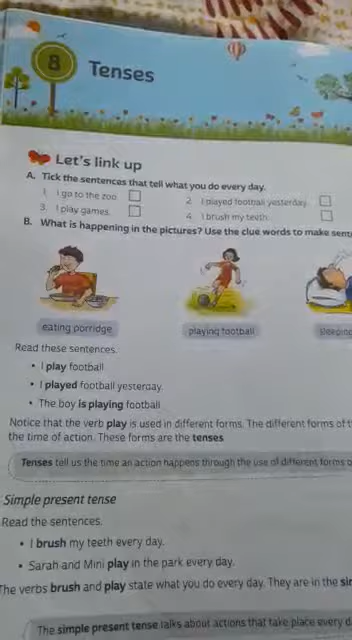 8
Tenses
Let's link up
A. Tick the sentences that tell what you do every day.
1. I go to the zoo. 2. I played football yesterday.
3. I play games. 4. I brush my teeth.
B. What is happening in the pictures? Use the clue words to make
eating porridge playing football sleeping
Read these sentences.
• I play football.
• I played football yesterday.
• The boy is playing football.
Notice that the verb play is used in different forms. The different forms of
the time of action. These forms are the tenses.
Tenses tell us the time an action happens through the use of different forms
Simple present tense
Read the sentences.
• I brush my teeth every day.
• Sarah and Mini play in the park every day.
The verbs brush and play state what you do every day. They are in the
The simple present tense talks about actions that take place every